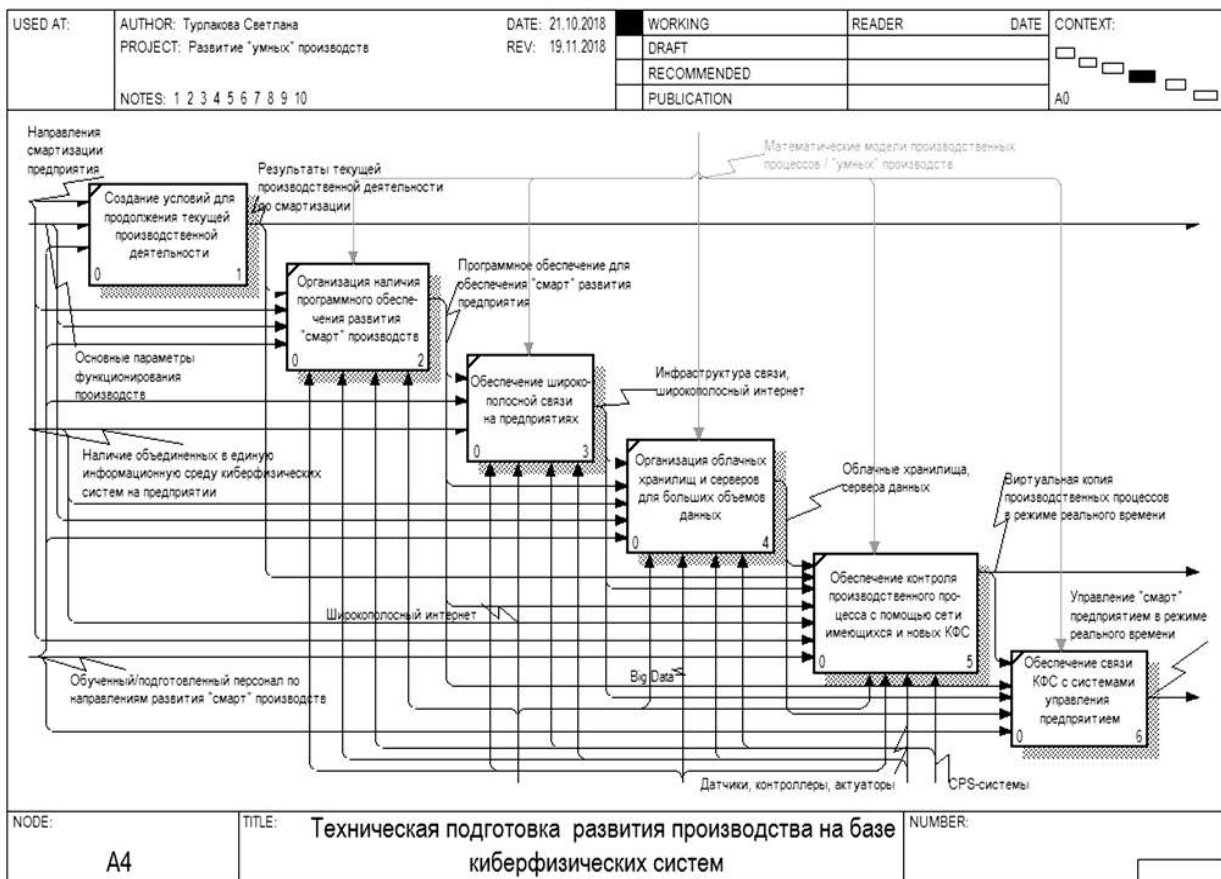 USED AT:
AUTHOR: Турлакова Светлана
DATE: 21.10.2018
WORKING
READER
DATE
CONTEXT:
PROJECT: Развитие "умных" производств
REV: 19.11.2018
DRAFT
RECOMMENDED
NOTES: 1 2 3 4 5 6 7 8 9 10
PUBLICATION
A0
Направления
смартизации
предприятия
Результаты текущей
производственной деятельности
до смартизации
Математические модели производственных
процессов / "умных" производств
Создание условий для
продолжения текущей
производственной
деятельности
0
1
Организация наличия
программного обеспе-
чения развития
"смарт" производств
0
2
Программное обеспечение для
обеспечения "смарт" развития
предприятия
Основные параметры
функционирования
производств
Обеспечение широко-
полосной связи
на предприятиях
0
3
Инфраструктура связи,
широкополосный интернет
Наличие объединенных в единую
информационную среду киберфизических
систем на предприятии
Организация облачных
хранилищ и серверов
для больших объемов
данных
0
4
Облачные хранилища,
сервера данных
Виртуальная копия
производственных процессов
в режиме реального времени
Обеспечение контроля
производственного про-
цесса с помощью сети
имеющихся и новых КФС
0
5
Широкополосный интернет
Управление "смарт"
предприятием в режиме
реального времени
Обученный/подготовленный персонал по
направлениям развития "смарт" производств
Big Data
Обеспечение связи
КФС с системами
управления
предпряитием
0
6
Датчики, контроллеры, актуаторы
CPS-системы
NODE:
A4
TITLE:
Техническая подготовка развития производства на базе
киберфизических систем
NUMBER: